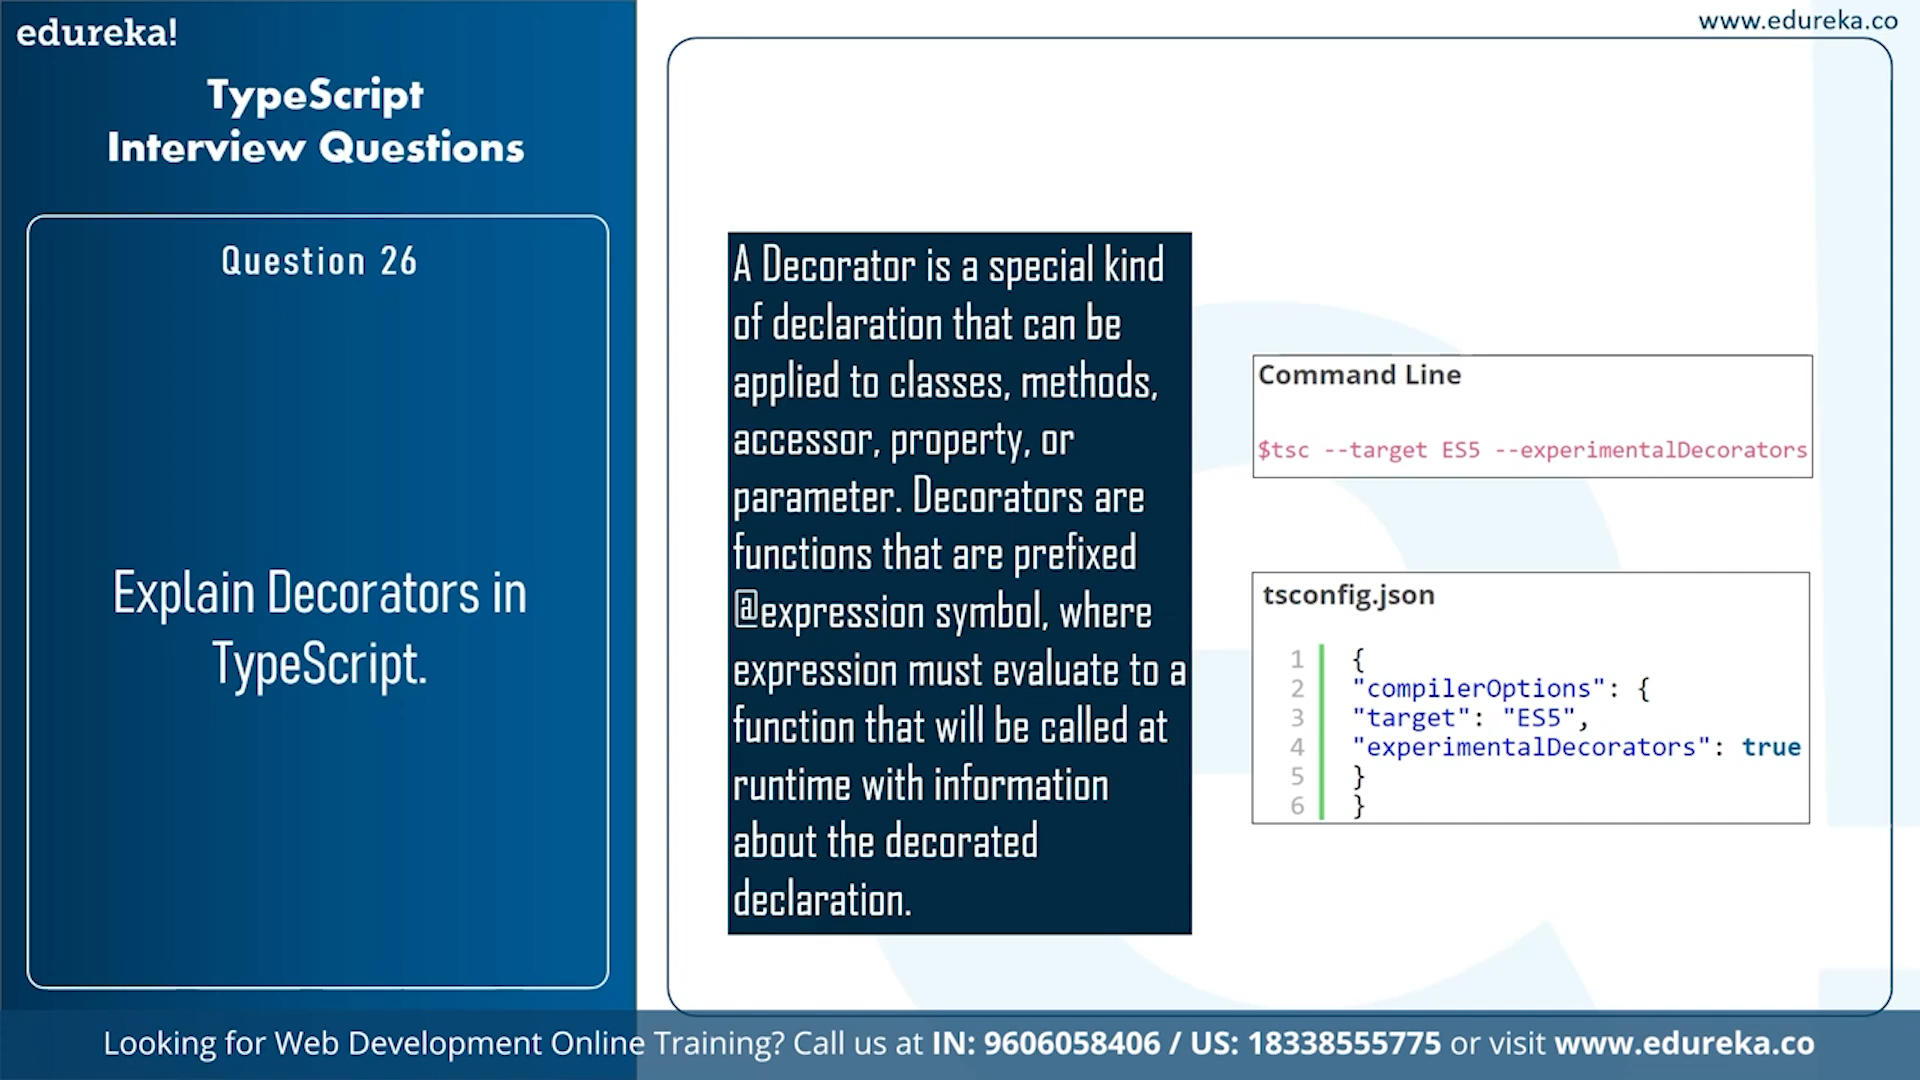 edureka!
www.edureka.co
TypeScript
Interview Questions
Question 26
Explain Decorators in
TypeScript.
A Decorator is a special kind
of declaration that can be
applied to classes, methods,
accessor, property, or
parameter. Decorators are
functions that are prefixed
@expression symbol, where
expression must evaluate to a
function that will be called at
runtime with information
about the decorated
declaration.
Command Line
$tsc --target ES5 --experimentalDecorators
tsconfig.json
1 {
2 "compilerOptions": {
3 "target": "ES5",
4 "experimentalDecorators": true
5 }
6 }
Looking for Web Development Online Training? Call us at IN: 9606058406 / US: 18338555775 or visit www.edureka.co